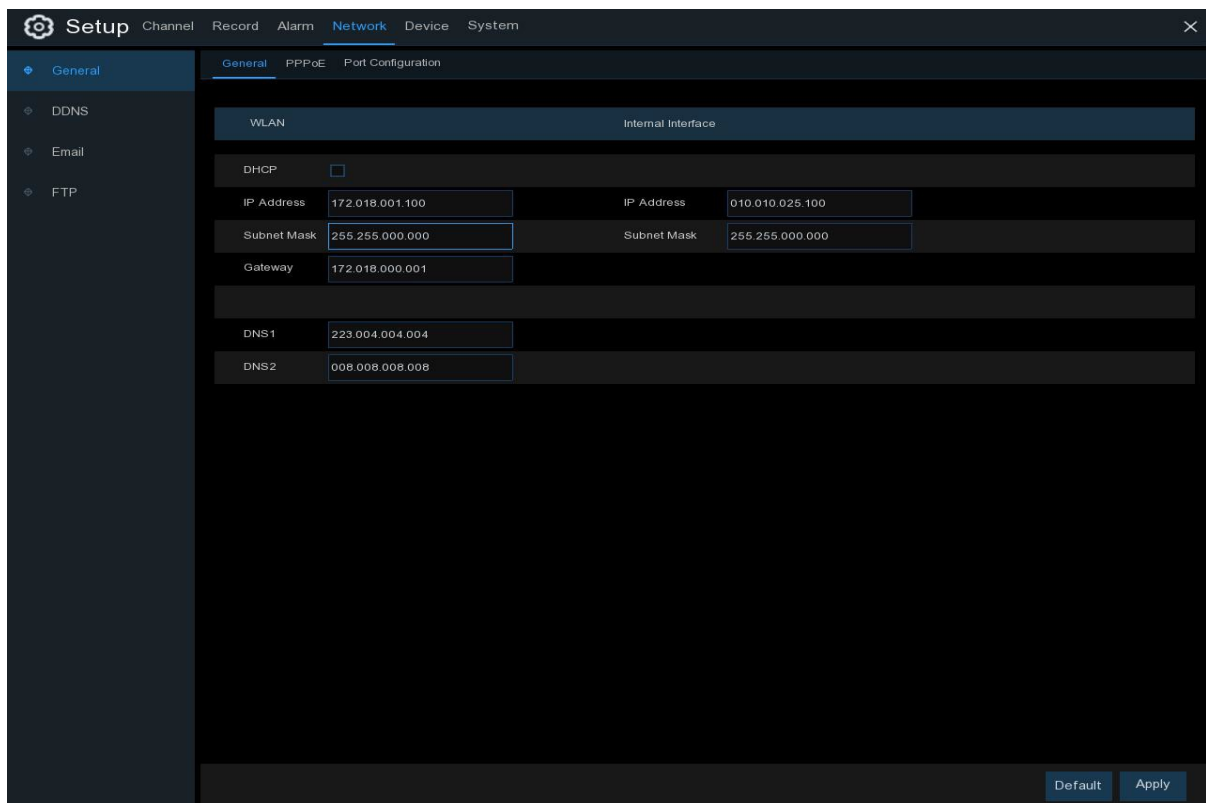 Setup Channel Record Alarm Network Device System
General
DDNS
Email
FTP
General PPPoE Port Configuration
WLAN Internal Interface
DHCP
IP Address 172.018.001.100 IP Address 010.010.025.100
Subnet Mask 255.255.000.000 Subnet Mask 255.255.000.000
Gateway 172.018.000.001
DNS1 223.004.004.004
DNS2 008.008.008.008
Default Apply